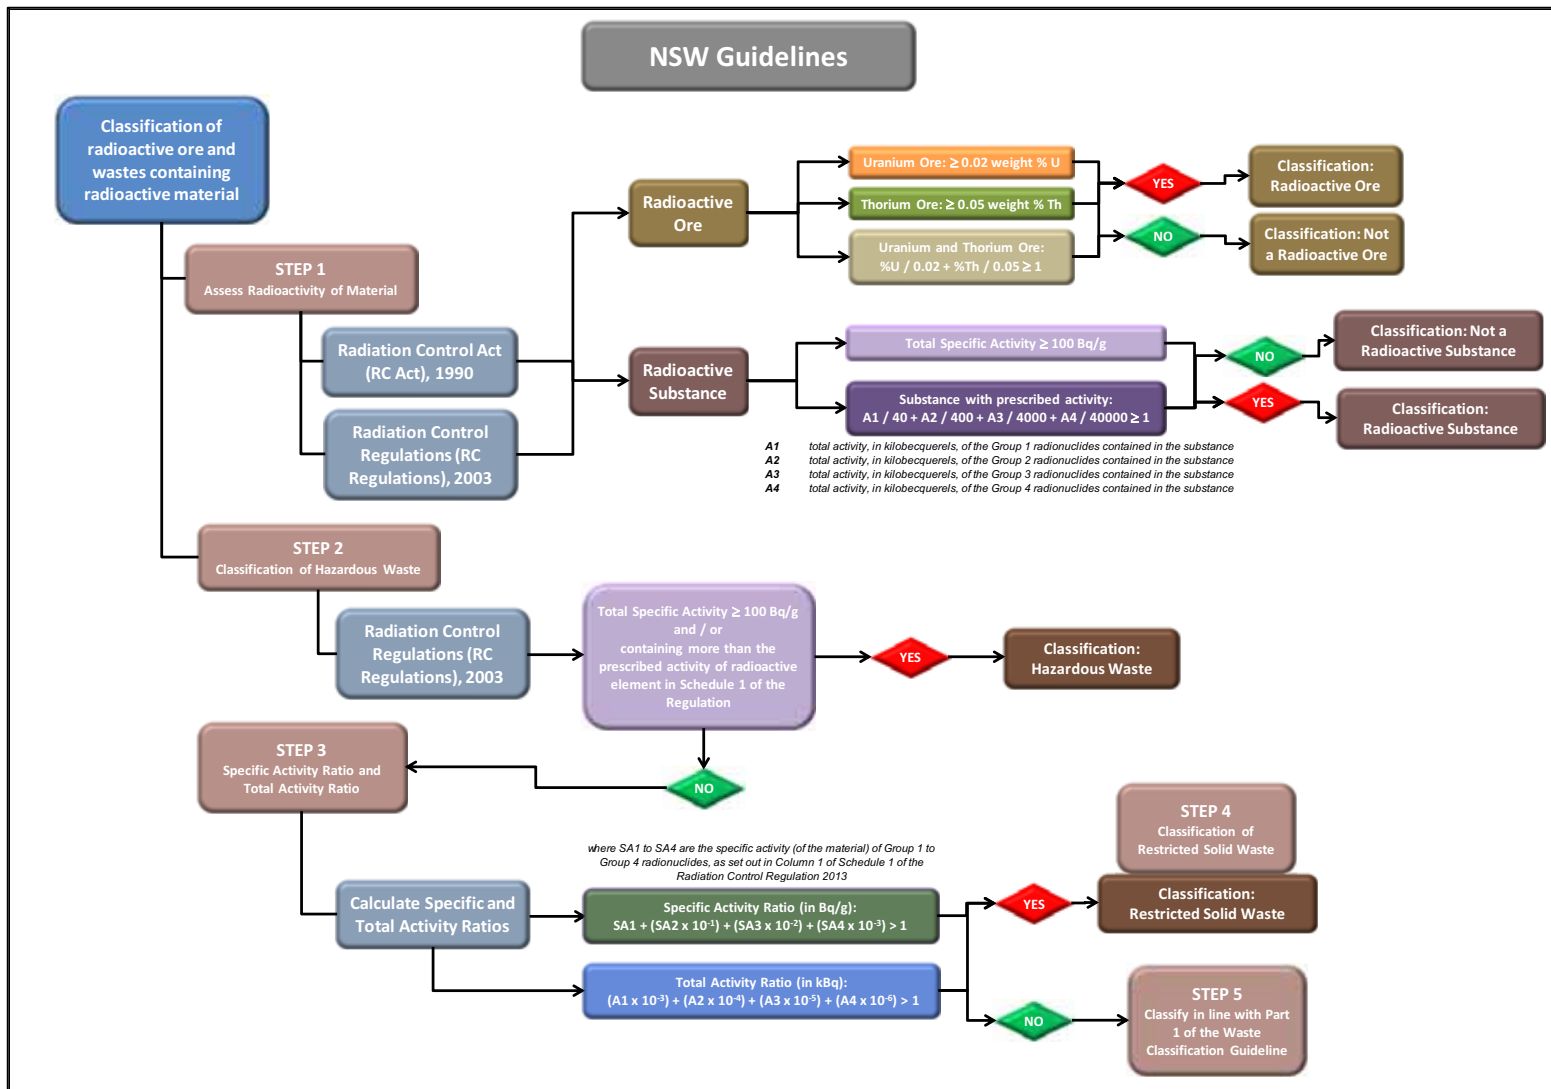 NSW Guidelines
Classification of
radioactive ore and
wastes containing
radioactive material
STEP 1
Assess Radioactivity of Material
Radiation Control Act
(RC Act), 1990
Radiation Control
Regulations (RC
Regulations), 2003
Radioactive
Ore
Uranium Ore: ≥ 0.02 weight % U
Thorium Ore: ≥ 0.05 weight % Th
Uranium and Thorium Ore:
%U / 0.02 + %Th / 0.05 ≥ 1
YES
Classification:
Radioactive Ore
NO
Classification: Not
a Radioactive Ore
Radioactive
Substance
Total Specific Activity ≥ 100 Bq/g
Substance with prescribed activity:
A1 / 40 + A2 / 400 + A3 / 4000 + A4 / 40000 ≥ 1
NO
Classification: Not a
Radioactive Substance
YES
Classification:
Radioactive Substance
A1 total activity, in kilobecquerels, of the Group 1 radionuclides contained in the substance
A2 total activity, in kilobecquerels, of the Group 2 radionuclides contained in the substance
A3 total activity, in kilobecquerels, of the Group 3 radionuclides contained in the substance
A4 total activity, in kilobecquerels, of the Group 4 radionuclides contained in the substance
STEP 2
Classification of Hazardous Waste
Radiation Control
Regulations (RC
Regulations), 2003
Total Specific Activity ≥ 100 Bq/g
and / or
containing more than the
prescribed activity of radioactive
element in Schedule 1 of the
Regulation
YES
Classification:
Hazardous Waste
NO
STEP 3
Specific Activity Ratio and
Total Activity Ratio
where SA1 to SA4 are the specific activity (of the material) of Group 1 to
Group 4 radionuclides, as set out in Column 1 of Schedule 1 of the
Radiation Control Regulation 2013
Calculate Specific and
Total Activity Ratios
Specific Activity Ratio (in Bq/g):
SA1 + (SA2 x 10⁻¹) + (SA3 x 10⁻²) + (SA4 x 10⁻³) > 1
Total Activity Ratio (in kBq):
(A1 x 10⁻³) + (A2 x 10⁻⁴) + (A3 x 10⁻⁵) + (A4 x 10⁻⁶) > 1
YES
STEP 4
Classification of
Restricted Solid Waste
Classification:
Restricted Solid Waste
NO
STEP 5
Classify in line with Part
1 of the Waste
Classification Guideline